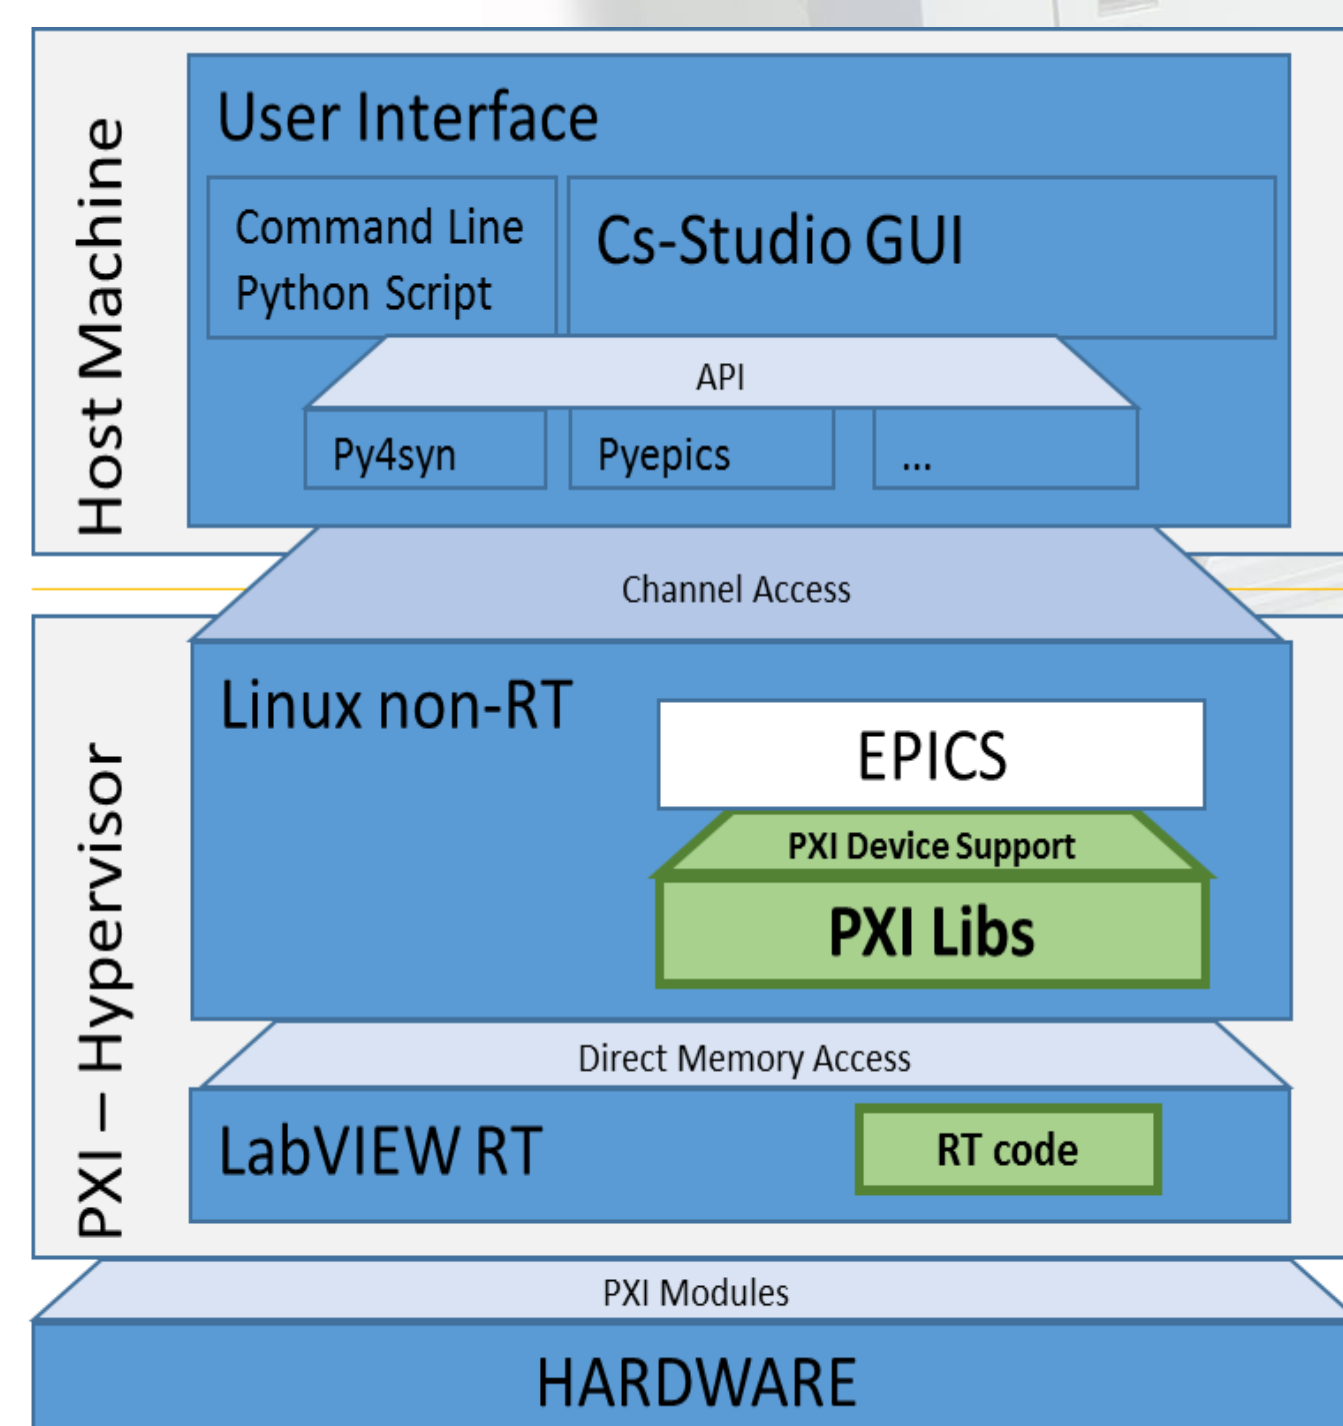 Host Machine
User Interface
Command Line
Python Script
Cs-Studio GUI
API
Py4syn
Pyepics
...
Channel Access
PXI – Hypervisor
Linux non-RT
EPICS
PXI Device Support
PXI Libs
Direct Memory Access
LabVIEW RT
RT code
PXI Modules
HARDWARE